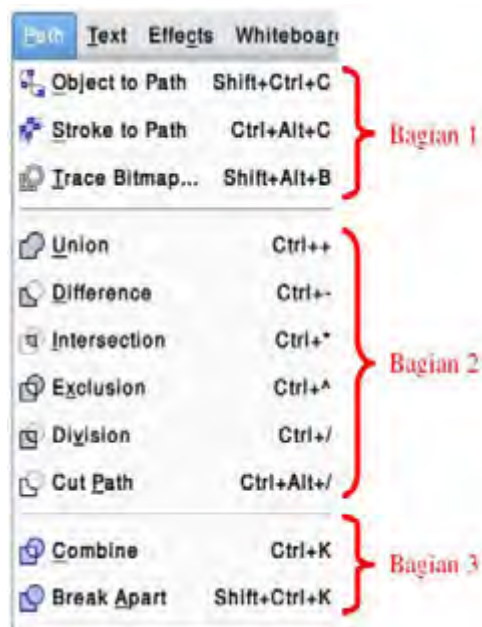 Path Text Effects Whiteboar
Object to Path Shift+Ctrl+C
Stroke to Path Ctrl+Alt+C
Trace Bitmap... Shift+Alt+B
Bagian 1
Union Ctrl++
Difference Ctrl+-
Intersection Ctrl+*
Exclusion Ctrl+^
Division Ctrl+/
Cut Path Ctrl+Alt+/
Bagian 2
Combine Ctrl+K
Break Apart Shift+Ctrl+K
Bagian 3